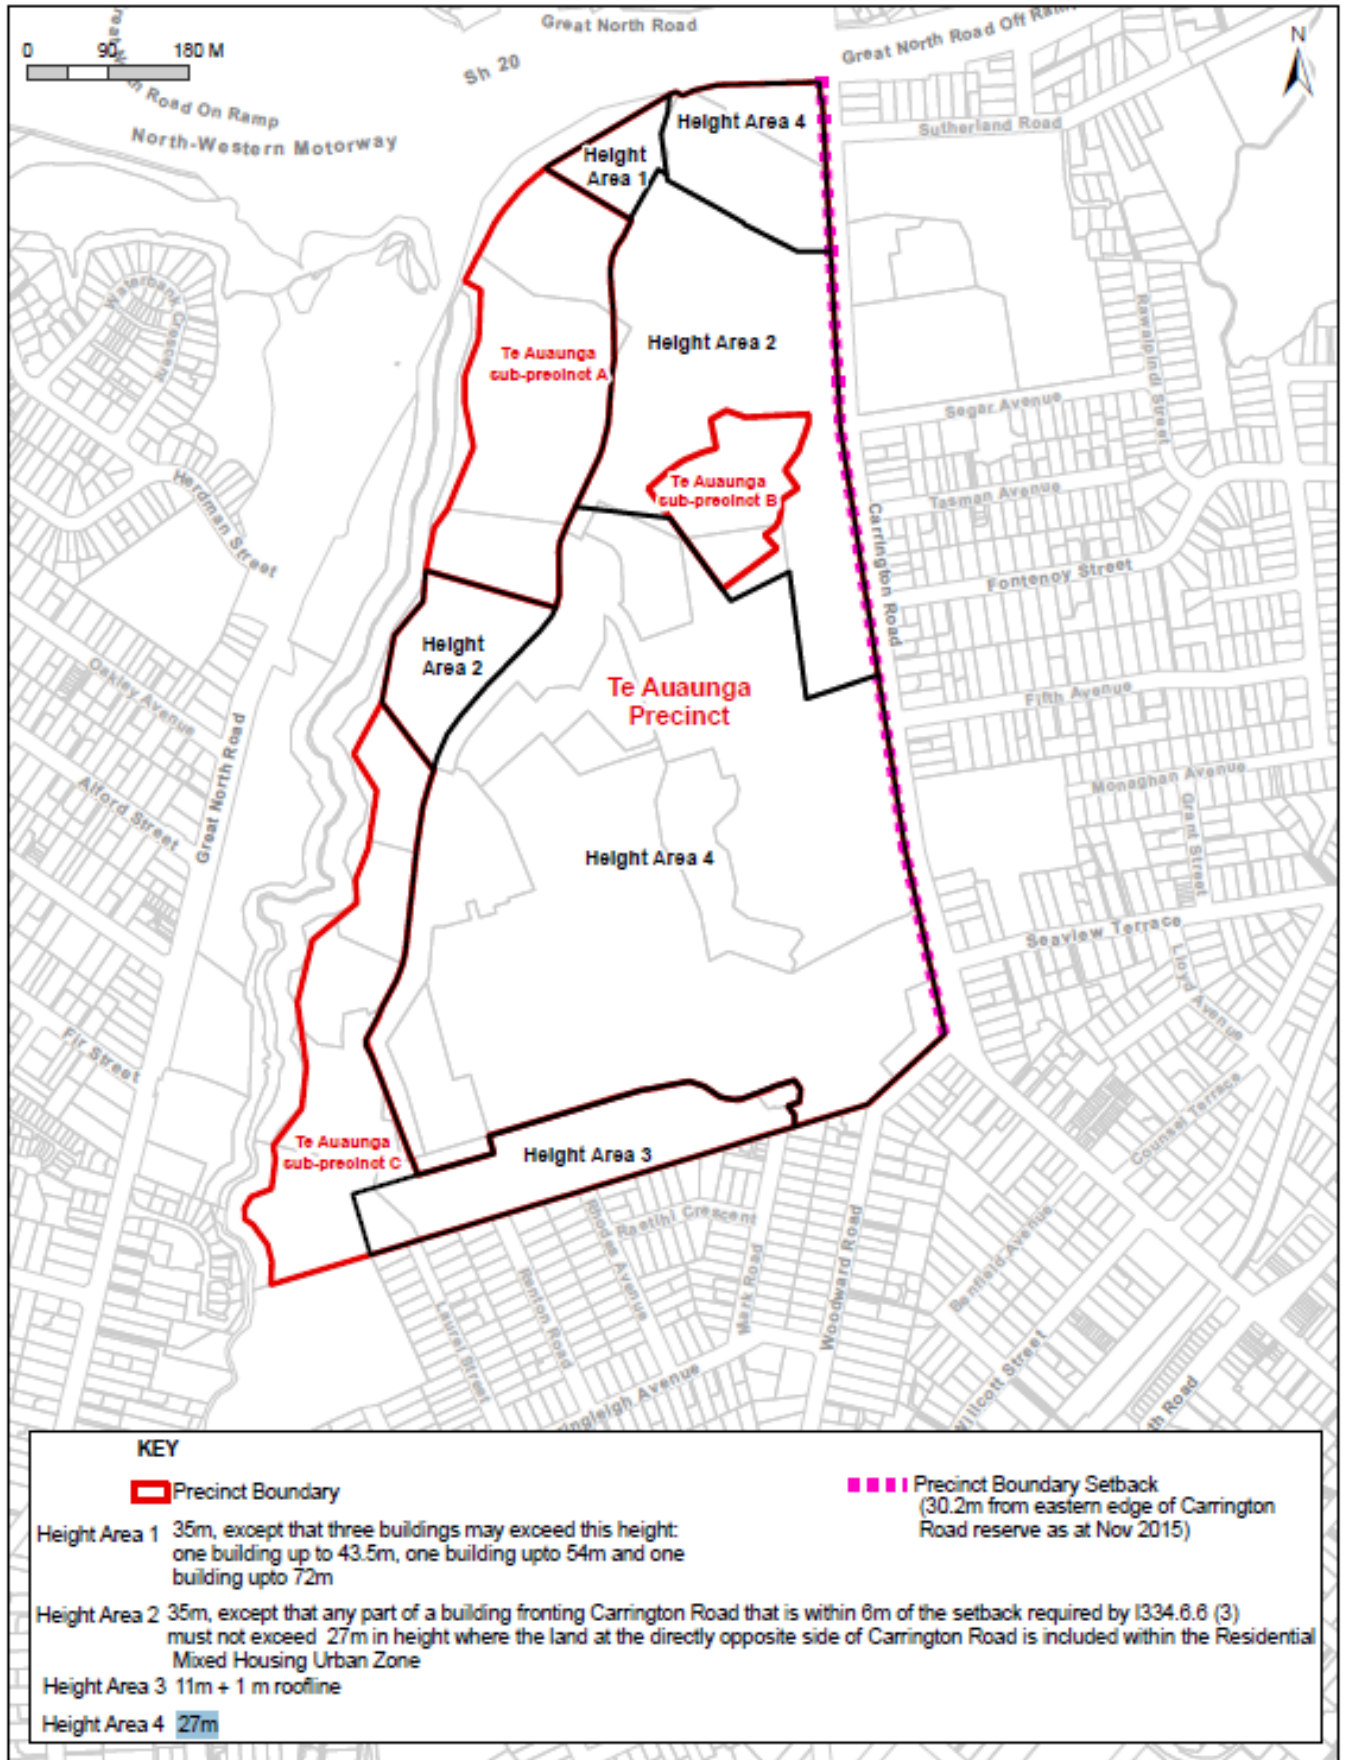 Great North Road
Great North Road Off Ramp
0 90 180 M
N
Sh 20
Road On Ramp
North-Western Motorway
Height Area 4
Sutherland Road
Height
Area 1
Waterbank Crescent
Rawalpindi Street
Height Area 2
Te Auaunga
sub-precinct A
Segar Avenue
Te Auaunga
sub-precinct B
Tasman Avenue
Herdman Street
Carrington Road
Fontenoy Street
Height
Area 2
Oakley Avenue
Te Auaunga
Precinct
Fifth Avenue
Great North Road
Monaghan Avenue
Alford Street
Grant Street
Height Area 4
Seaview Terrace
Lloyd Avenue
Fir Street
Counsel Terrace
Te Auaunga
sub-precinct C
Height Area 3
Rhodes Avenue
Raetihi Crescent
Benfield Avenue
Mark Road
Woodward Road
Renton Road
Laurel Street
Willcott Street
ingleigh Avenue
th Road
KEY
Precinct Boundary
Precinct Boundary Setback
(30.2m from eastern edge of Carrington
Road reserve as at Nov 2015)
Height Area 1 35m, except that three buildings may exceed this height:
one building up to 43.5m, one building upto 54m and one
building upto 72m
Height Area 2 35m, except that any part of a building fronting Carrington Road that is within 6m of the setback required by I334.6.6 (3)
must not exceed 27m in height where the land at the directly opposite side of Carrington Road is included within the Residential
Mixed Housing Urban Zone
Height Area 3 11m + 1 m roofline
Height Area 4 27m